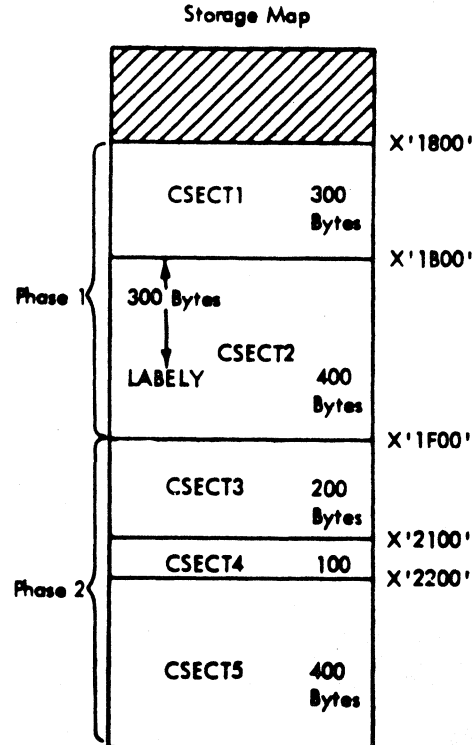 Storage Map
X'1800'
CSECT1 300
Bytes
X'1B00'
Phase 1
300 Bytes
CSECT2
LABELY
400
Bytes
X'1F00'
CSECT3 200
Bytes
X'2100'
CSECT4 100
X'2200'
Phase 2
CSECT5 400
Bytes